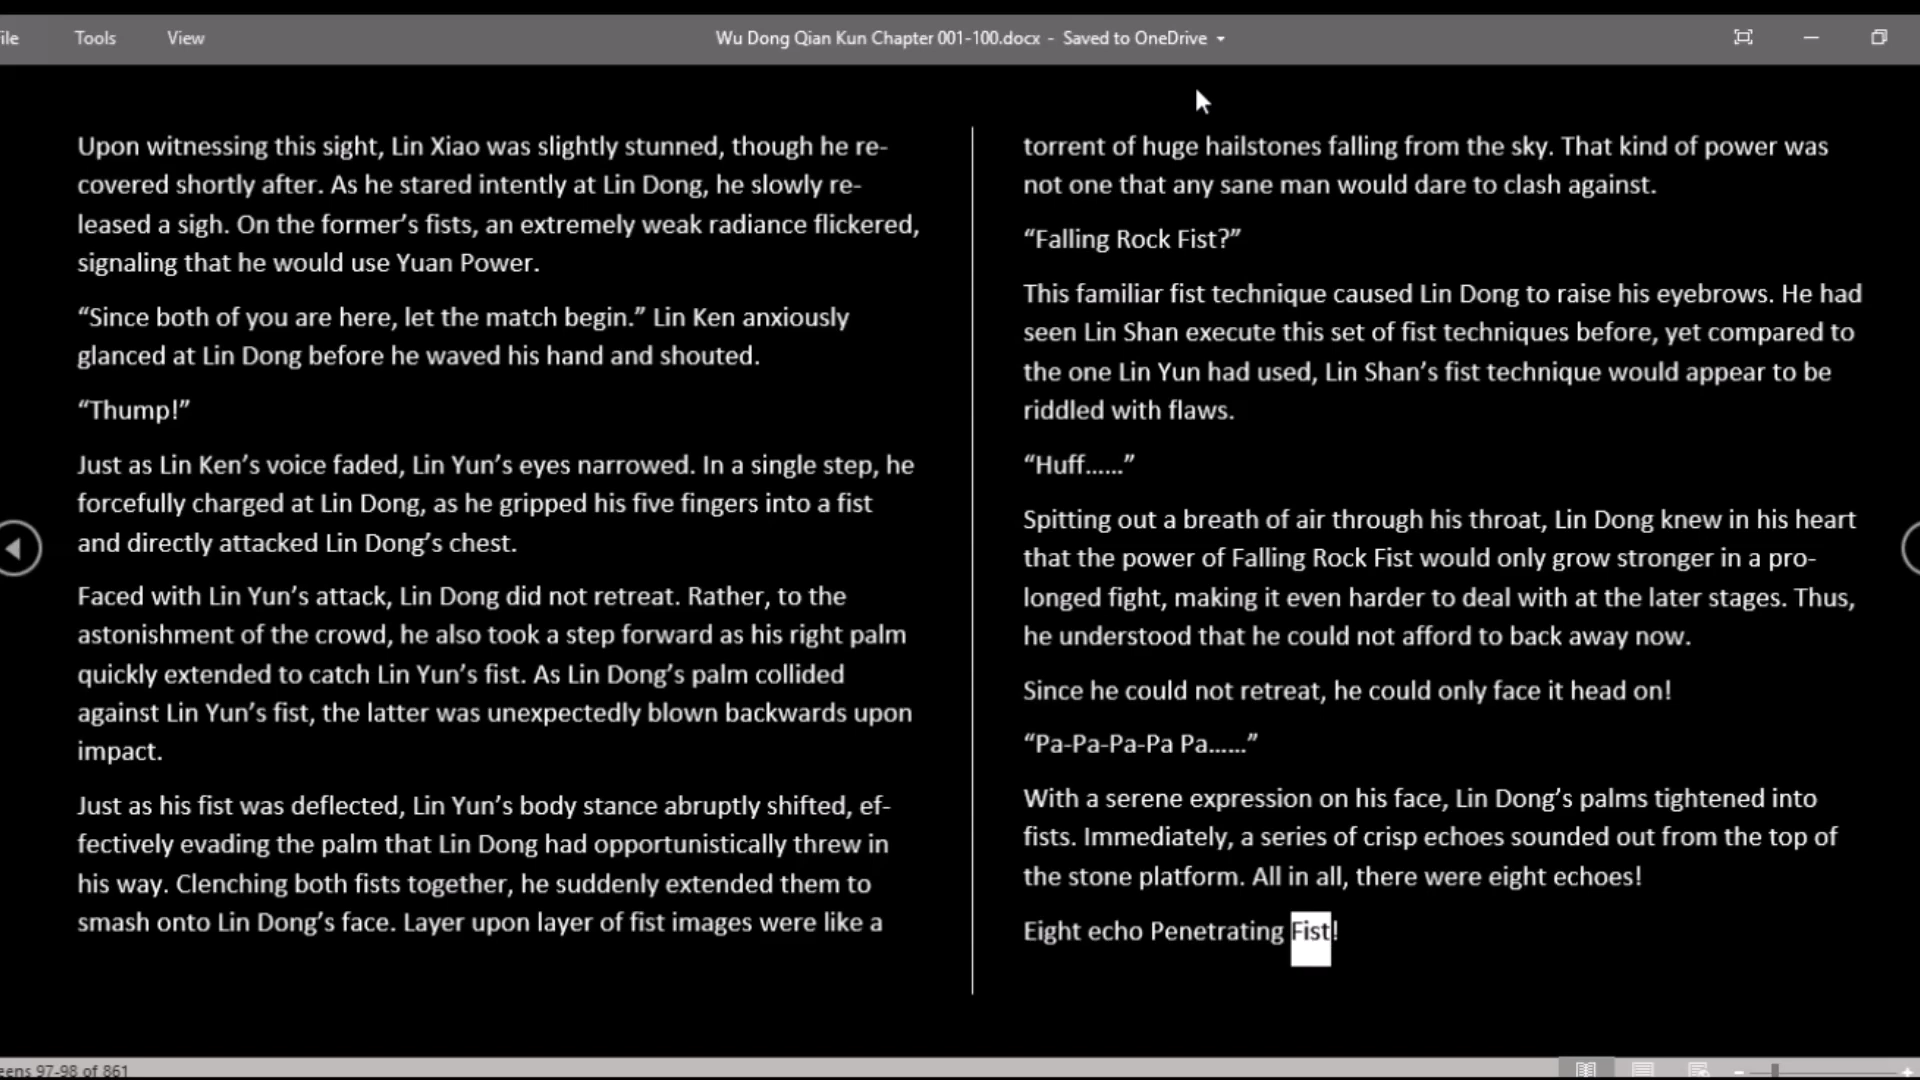 ile Tools View Wu Dong Qian Kun Chapter 001-100.docx - Saved to OneDrive
Upon witnessing this sight, Lin Xiao was slightly stunned, though he re-
covered shortly after. As he stared intently at Lin Dong, he slowly re-
leased a sigh. On the former’s fists, an extremely weak radiance flickered,
signaling that he would use Yuan Power.
“Since both of you are here, let the match begin.” Lin Ken anxiously
glanced at Lin Dong before he waved his hand and shouted.
“Thump!”
Just as Lin Ken’s voice faded, Lin Yun’s eyes narrowed. In a single step, he
forcefully charged at Lin Dong, as he gripped his five fingers into a fist
and directly attacked Lin Dong’s chest.
Faced with Lin Yun’s attack, Lin Dong did not retreat. Rather, to the
astonishment of the crowd, he also took a step forward as his right palm
quickly extended to catch Lin Yun’s fist. As Lin Dong’s palm collided
against Lin Yun’s fist, the latter was unexpectedly blown backwards upon
impact.
Just as his fist was deflected, Lin Yun’s body stance abruptly shifted, ef-
fectively evading the palm that Lin Dong had opportunistically threw in
his way. Clenching both fists together, he suddenly extended them to
smash onto Lin Dong’s face. Layer upon layer of fist images were like a
torrent of huge hailstones falling from the sky. That kind of power was
not one that any sane man would dare to clash against.
“Falling Rock Fist?”
This familiar fist technique caused Lin Dong to raise his eyebrows. He had
seen Lin Shan execute this set of fist techniques before, yet compared to
the one Lin Yun had used, Lin Shan’s fist technique would appear to be
riddled with flaws.
“Huff......”
Spitting out a breath of air through his throat, Lin Dong knew in his heart
that the power of Falling Rock Fist would only grow stronger in a pro-
longed fight, making it even harder to deal with at the later stages. Thus,
he understood that he could not afford to back away now.
Since he could not retreat, he could only face it head on!
“Pa-Pa-Pa-Pa Pa......”
With a serene expression on his face, Lin Dong’s palms tightened into
fists. Immediately, a series of crisp echoes sounded out from the top of
the stone platform. All in all, there were eight echoes!
Eight echo Penetrating Fist!
eens 97-98 of 861